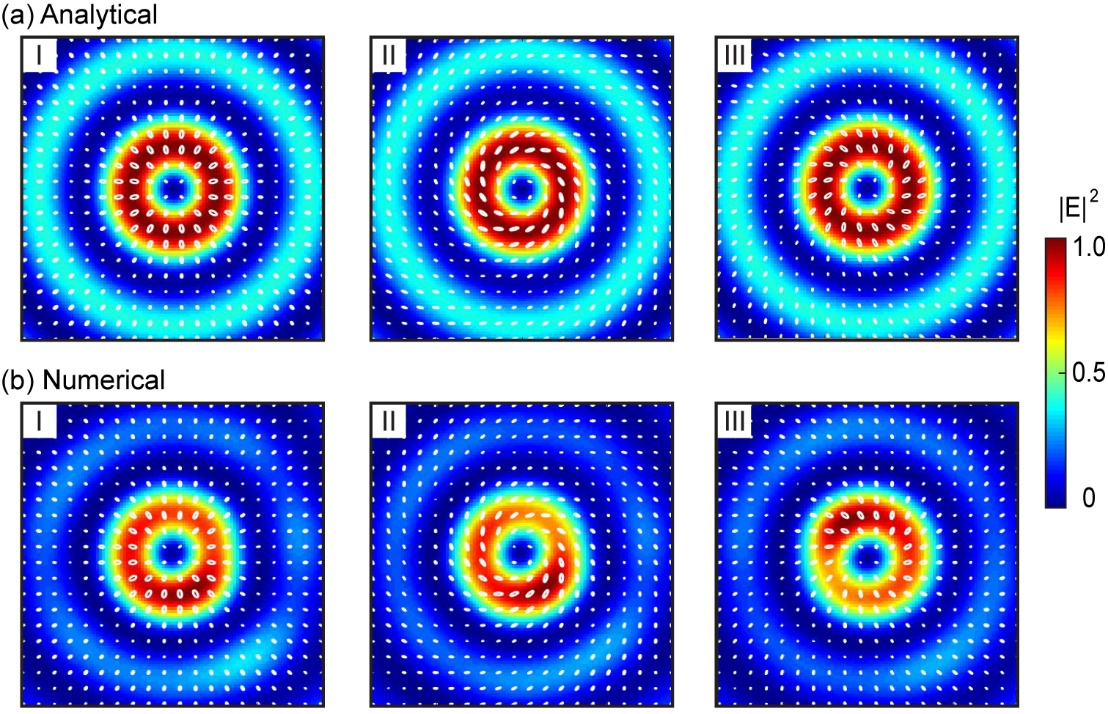 (a) Analytical
I
II
III
|E|²
1.0
0.5
0
(b) Numerical
I
II
III